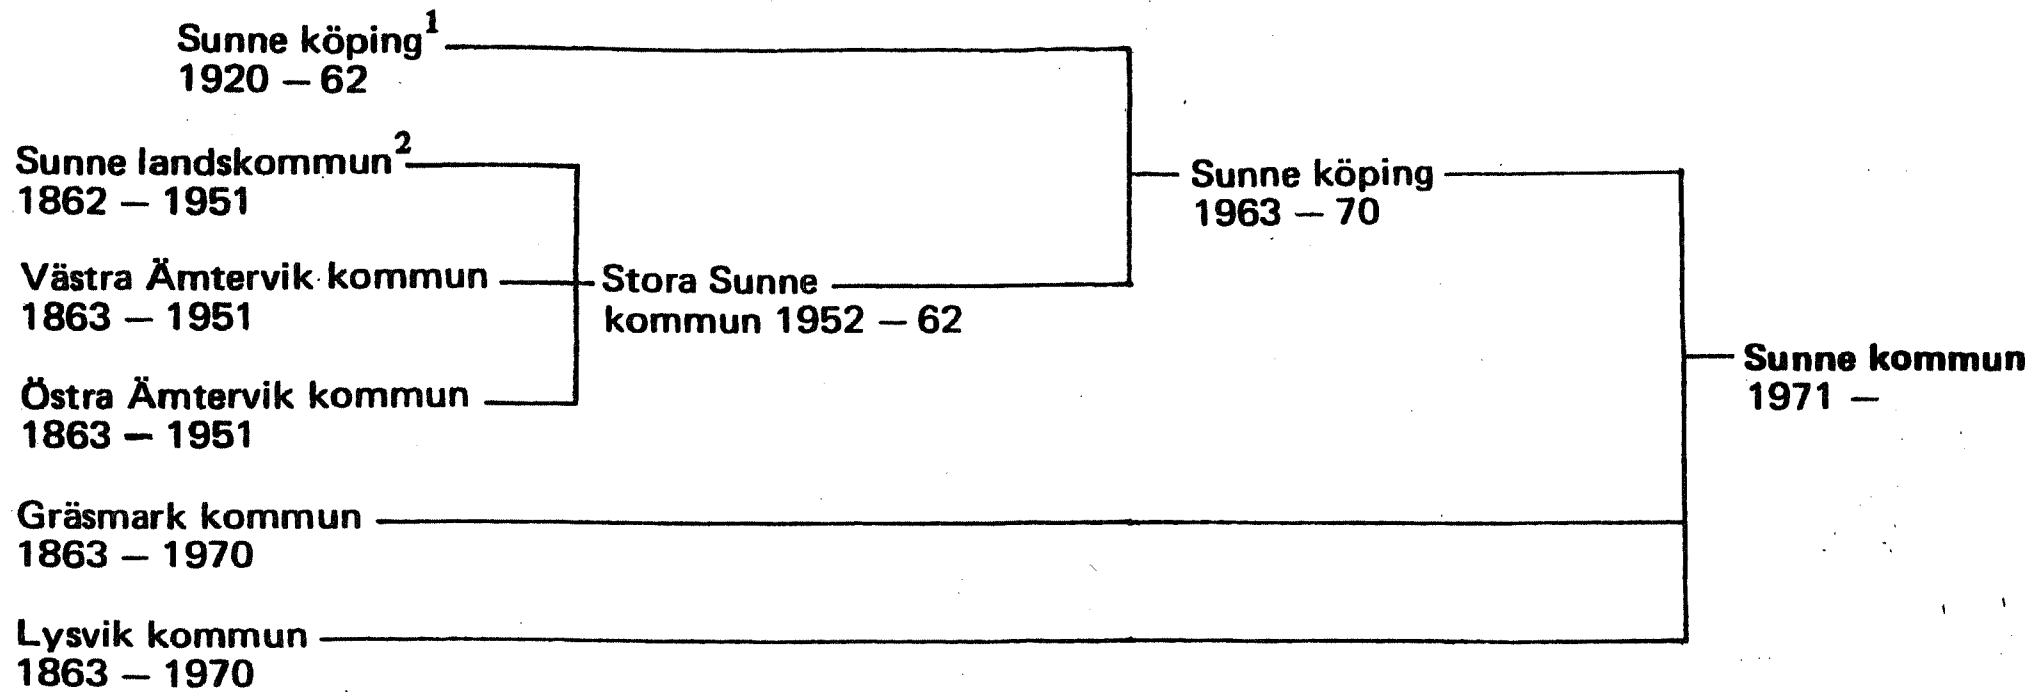 Sunne köping¹
1920 – 62
Sunne landskommun²
1862 – 1951
Västra Ämtervik kommun
1863 – 1951
Östra Ämtervik kommun
1863 – 1951
Gräsmark kommun
1863 – 1970
Lysvik kommun
1863 – 1970
Stora Sunne
kommun 1952 – 62
Sunne köping
1963 – 70
Sunne kommun
1971 –